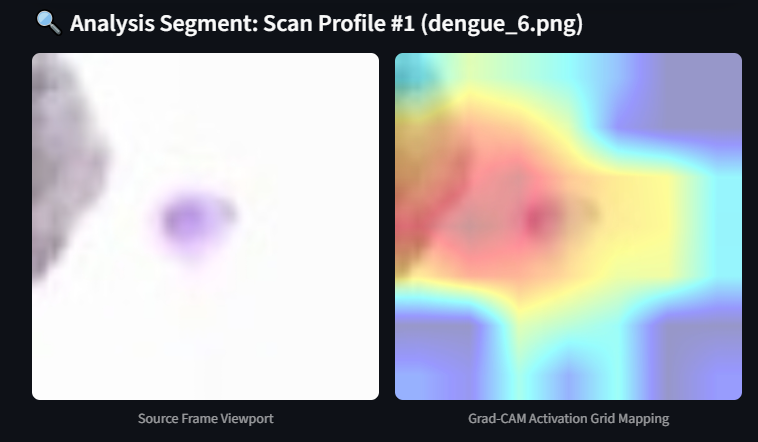 🔍 Analysis Segment: Scan Profile #1 (dengue_6.png)
Source Frame Viewport
Grad-CAM Activation Grid Mapping